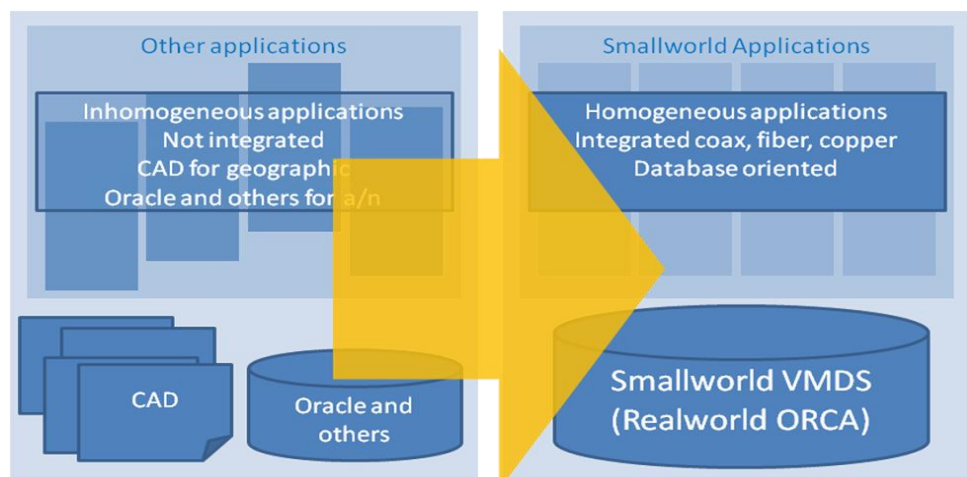 Other applications
Inhomogeneous applications
Not integrated
CAD for geographic
Oracle and others for a/n
CAD
Oracle and
others
Smallworld Applications
Homogeneous applications
Integrated coax, fiber, copper
Database oriented
Smallworld VMDS
(Realworld ORCA)